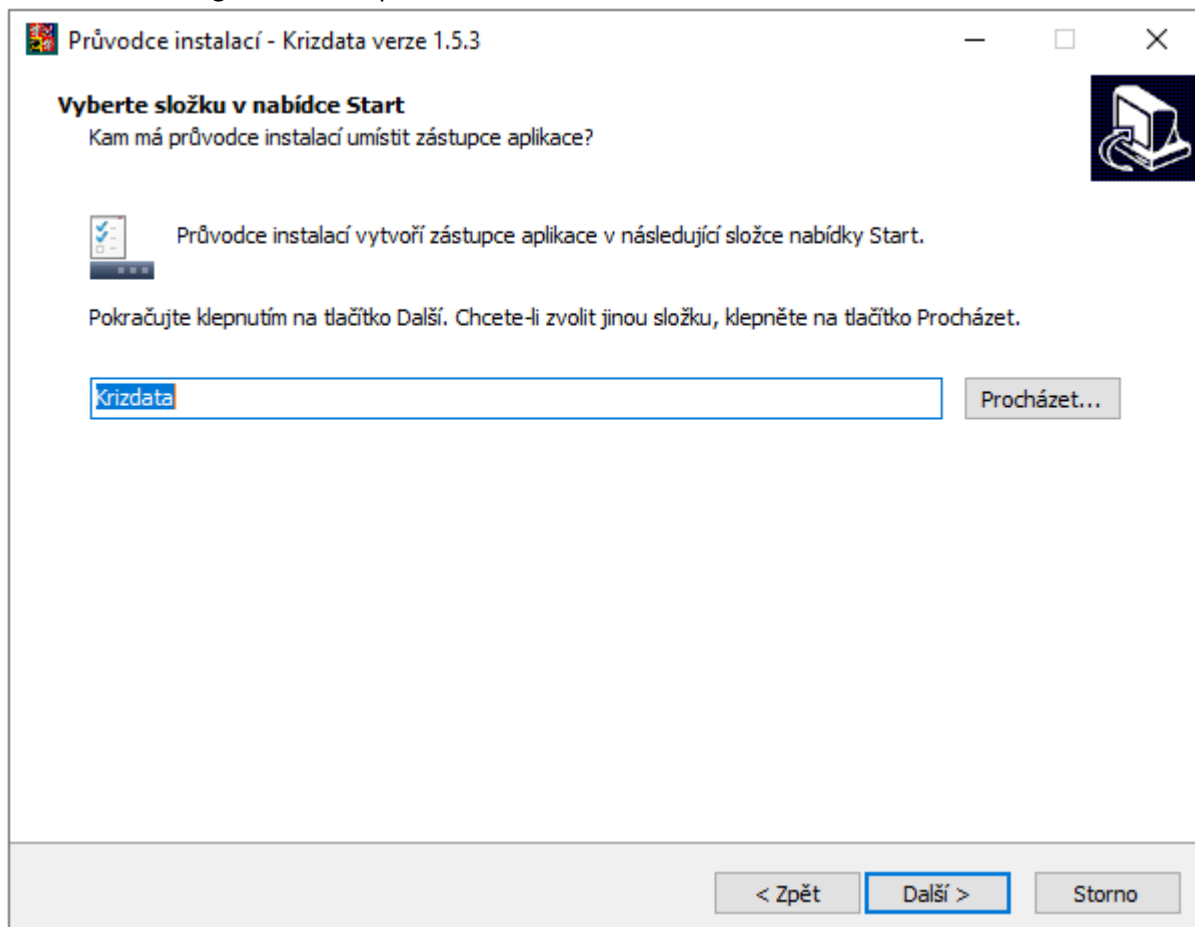 Průvodce instalací - Krizdata verze 1.5.3
Vyberte složku v nabídce Start
Kam má průvodce instalací umístit zástupce aplikace?
Průvodce instalací vytvoří zástupce aplikace v následující složce nabídky Start.
Pokračujte klepnutím na tlačítko Další. Chcete-li zvolit jinou složku, klepněte na tlačítko Procházet.
Krizdata
Procházet...
< Zpět
Další >
Storno